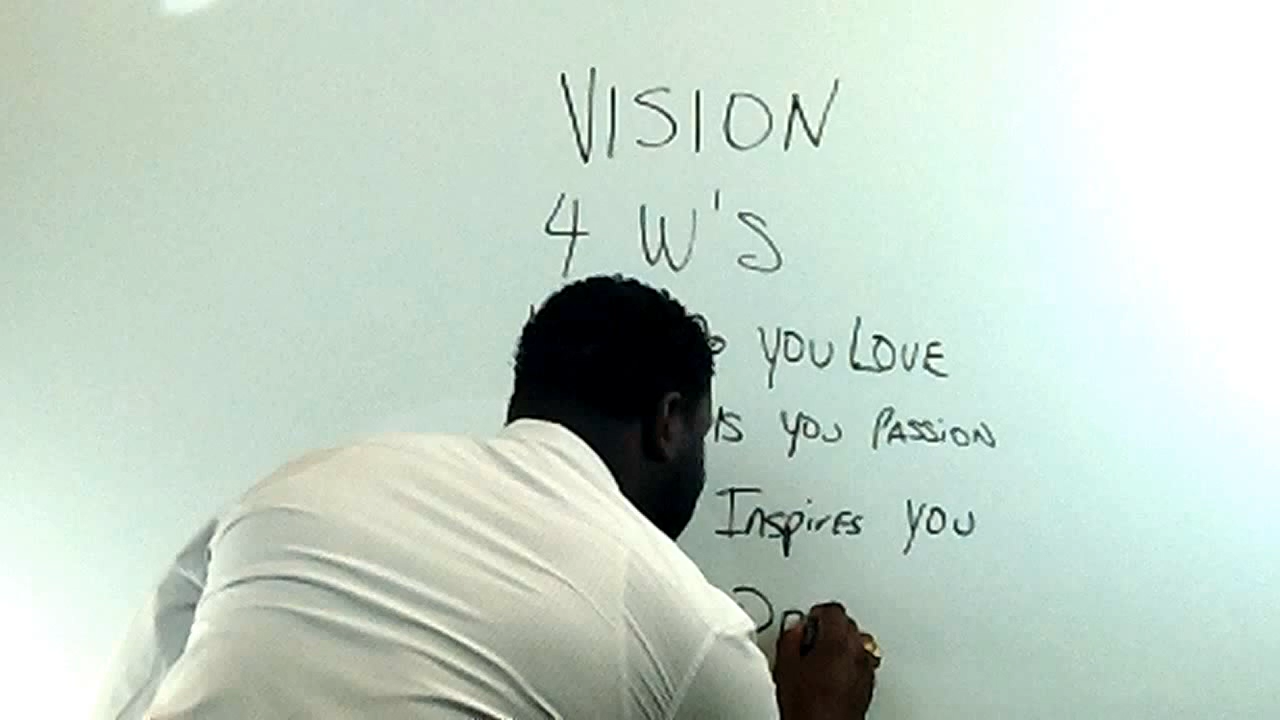 VISION
4 W'S
YOU LOVE
IS YOU PASSION
INSPIRES YOU